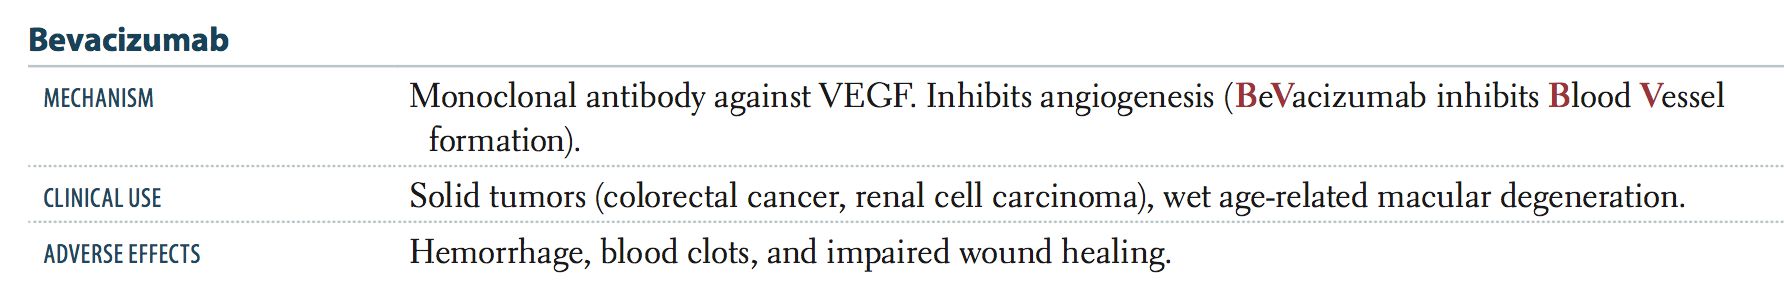 Bevacizumab
MECHANISM Monoclonal antibody against VEGF. Inhibits angiogenesis (BeVacizumab inhibits Blood Vessel
formation).
CLINICAL USE Solid tumors (colorectal cancer, renal cell carcinoma), wet age-related macular degeneration.
ADVERSE EFFECTS Hemorrhage, blood clots, and impaired wound healing.